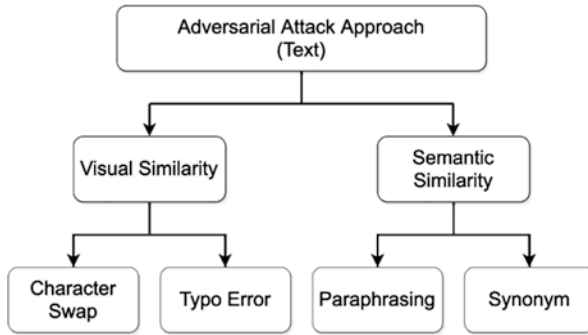 Adversarial Attack Approach
(Text)
Visual Similarity
Semantic
Similarity
Character
Swap
Typo Error
Paraphrasing
Synonym